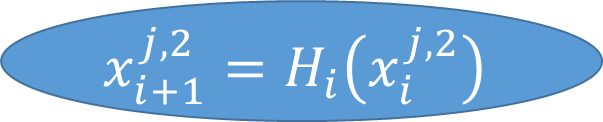 $x_{i+1}^{j,2} = H_i(x_i^{j,2})$